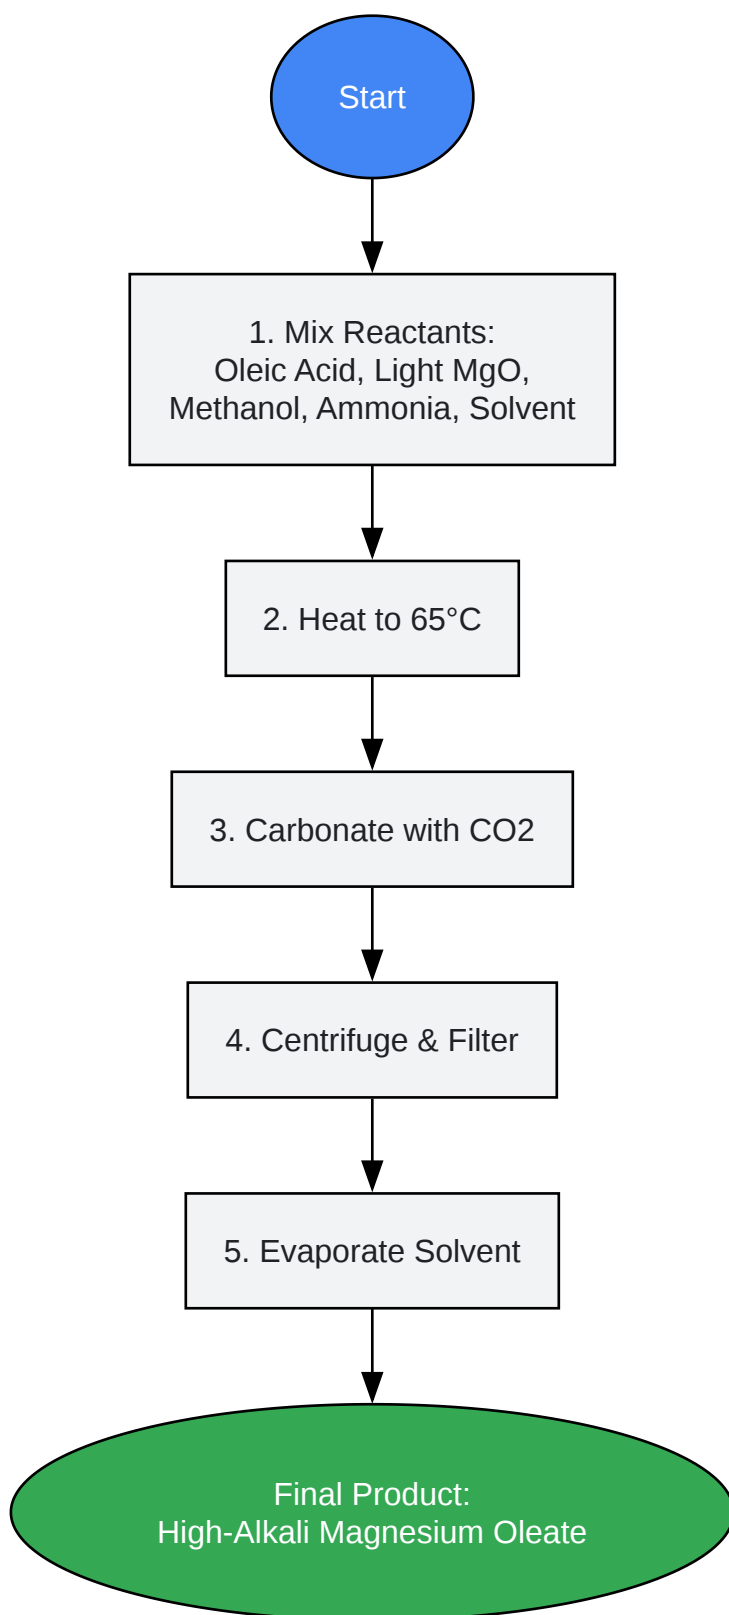 Start
1. Mix Reactants:
Oleic Acid, Light MgO,
Methanol, Ammonia, Solvent
2. Heat to 65°C
3. Carbonate with CO2
4. Centrifuge & Filter
5. Evaporate Solvent
Final Product:
High-Alkali Magnesium Oleate